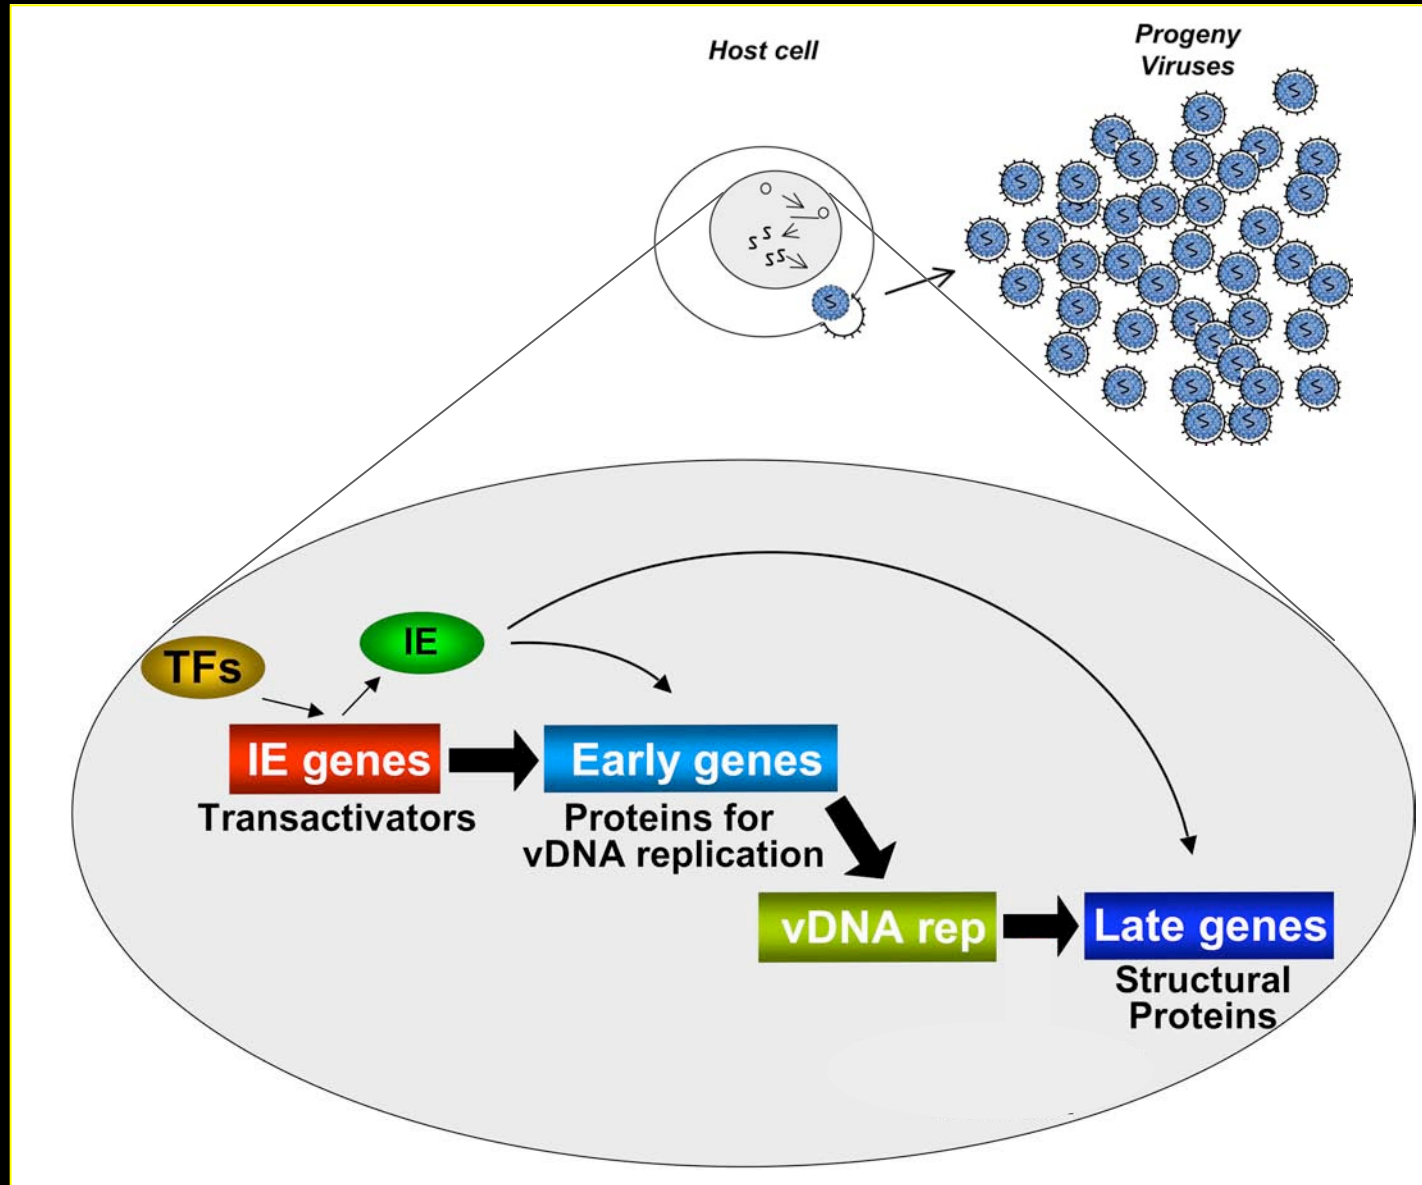 Host cell
Progeny
Viruses
TFs
IE
IE genes
Transactivators
Early genes
Proteins for
vDNA replication
vDNA rep
Late genes
Structural
Proteins